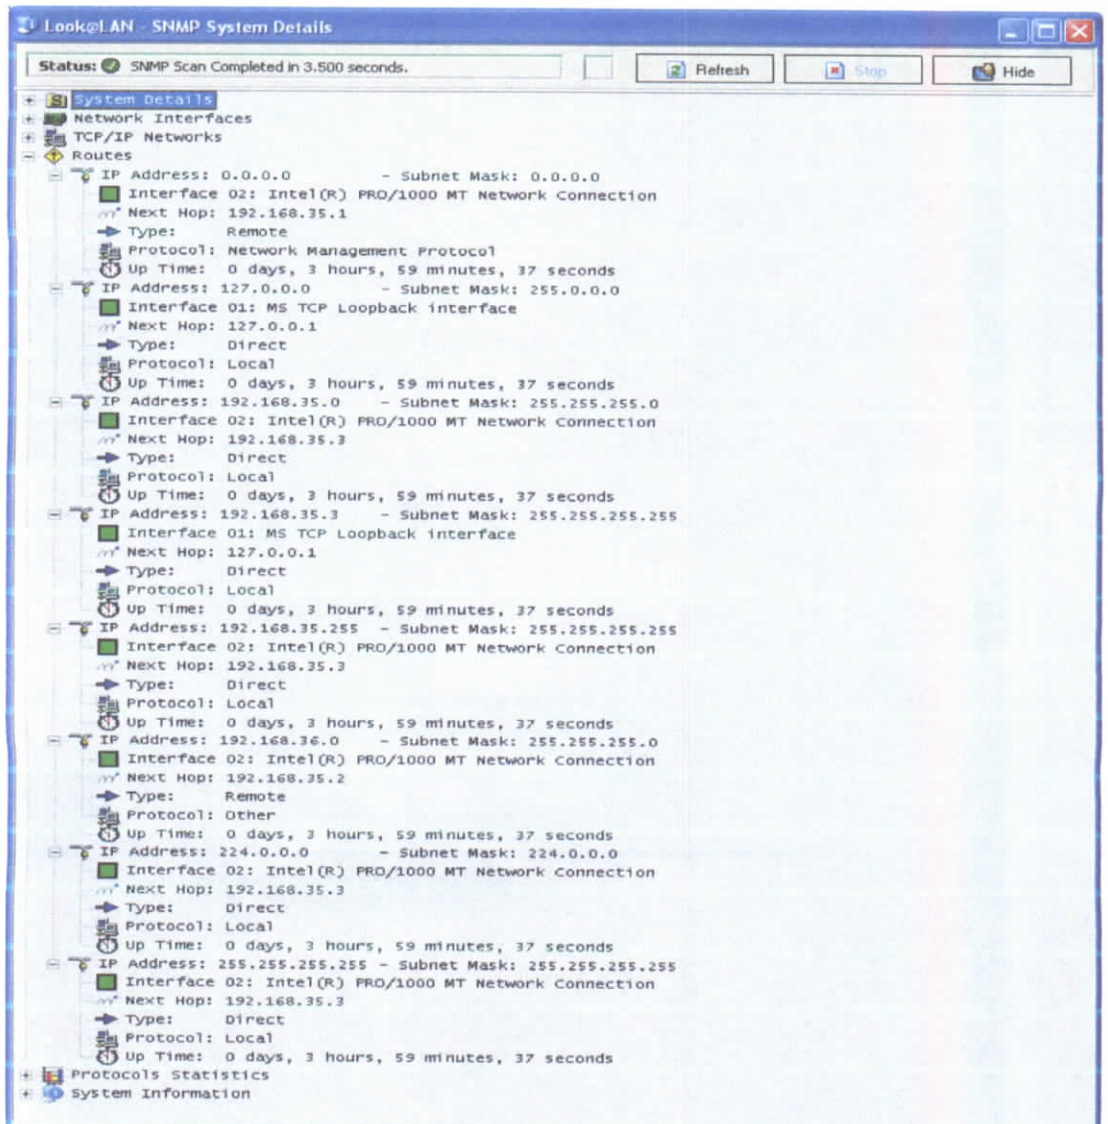 Look@LAN - SNMP System Details
Status: SNMP Scan Completed in 3.500 seconds. Refresh Stop Hide
System Details
Network Interfaces
TCP/IP Networks
Routes
IP Address: 0.0.0.0 - Subnet Mask: 0.0.0.0
Interface 02: Intel(R) PRO/1000 MT Network Connection
Next Hop: 192.168.35.1
Type: Remote
Protocol: Network Management Protocol
Up Time: 0 days, 3 hours, 59 minutes, 37 seconds
IP Address: 127.0.0.0 - Subnet Mask: 255.0.0.0
Interface 01: MS TCP Loopback interface
Next Hop: 127.0.0.1
Type: Direct
Protocol: Local
Up Time: 0 days, 3 hours, 59 minutes, 37 seconds
IP Address: 192.168.35.0 - Subnet Mask: 255.255.255.0
Interface 02: Intel(R) PRO/1000 MT Network Connection
Next Hop: 192.168.35.3
Type: Direct
Protocol: Local
Up Time: 0 days, 3 hours, 59 minutes, 37 seconds
IP Address: 192.168.35.3 - Subnet Mask: 255.255.255.255
Interface 01: MS TCP Loopback interface
Next Hop: 127.0.0.1
Type: Direct
Protocol: Local
Up Time: 0 days, 3 hours, 59 minutes, 37 seconds
IP Address: 192.168.35.255 - Subnet Mask: 255.255.255.255
Interface 02: Intel(R) PRO/1000 MT Network Connection
Next Hop: 192.168.35.3
Type: Direct
Protocol: Local
Up Time: 0 days, 3 hours, 59 minutes, 37 seconds
IP Address: 192.168.36.0 - Subnet Mask: 255.255.255.0
Interface 02: Intel(R) PRO/1000 MT Network Connection
Next Hop: 192.168.35.2
Type: Remote
Protocol: Other
Up Time: 0 days, 3 hours, 59 minutes, 37 seconds
IP Address: 224.0.0.0 - Subnet Mask: 224.0.0.0
Interface 02: Intel(R) PRO/1000 MT Network Connection
Next Hop: 192.168.35.3
Type: Direct
Protocol: Local
Up Time: 0 days, 3 hours, 59 minutes, 37 seconds
IP Address: 255.255.255.255 - Subnet Mask: 255.255.255.255
Interface 02: Intel(R) PRO/1000 MT Network Connection
Next Hop: 192.168.35.3
Type: Direct
Protocol: Local
Up Time: 0 days, 3 hours, 59 minutes, 37 seconds
Protocols Statistics
System Information